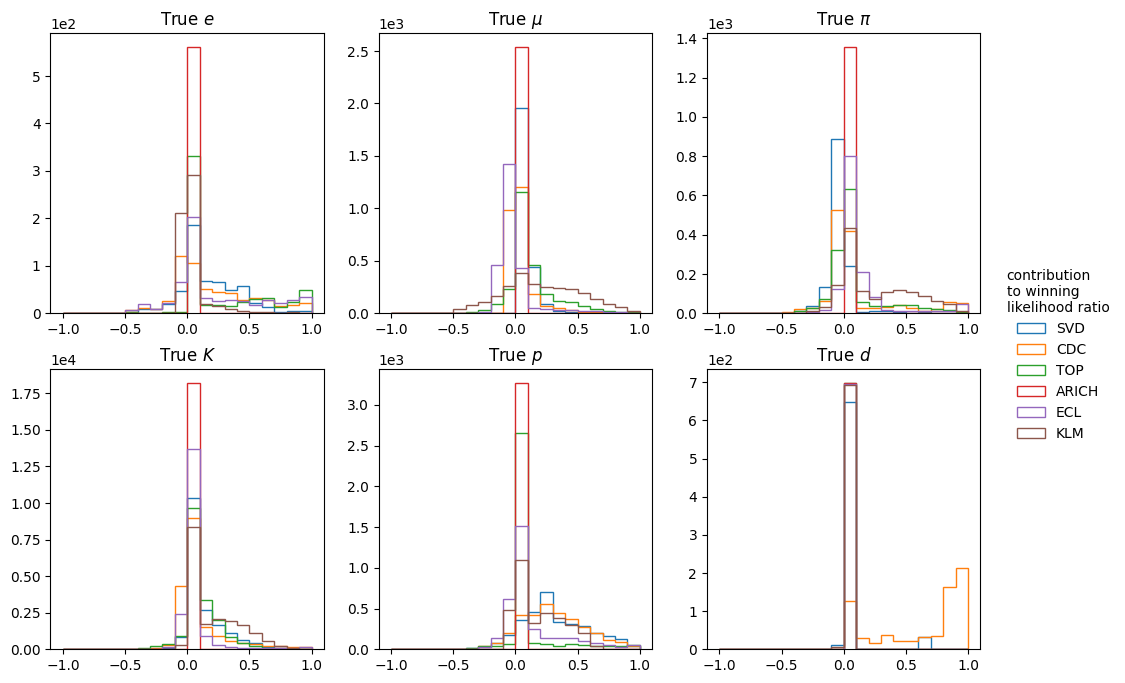 True e
1e2
5
4
3
2
1
0
−1.0 −0.5 0.0 0.5 1.0
True μ
1e3
2.5
2.0
1.5
1.0
0.5
0.0
−1.0 −0.5 0.0 0.5 1.0
True π
1e3
1.4
1.2
1.0
0.8
0.6
0.4
0.2
0.0
−1.0 −0.5 0.0 0.5 1.0
True K
1e4
1.75
1.50
1.25
1.00
0.75
0.50
0.25
0.00
−1.0 −0.5 0.0 0.5 1.0
True p
1e3
3.0
2.5
2.0
1.5
1.0
0.5
0.0
−1.0 −0.5 0.0 0.5 1.0
True d
1e2
7
6
5
4
3
2
1
0
−1.0 −0.5 0.0 0.5 1.0
contribution
to winning
likelihood ratio
SVD
CDC
TOP
ARICH
ECL
KLM